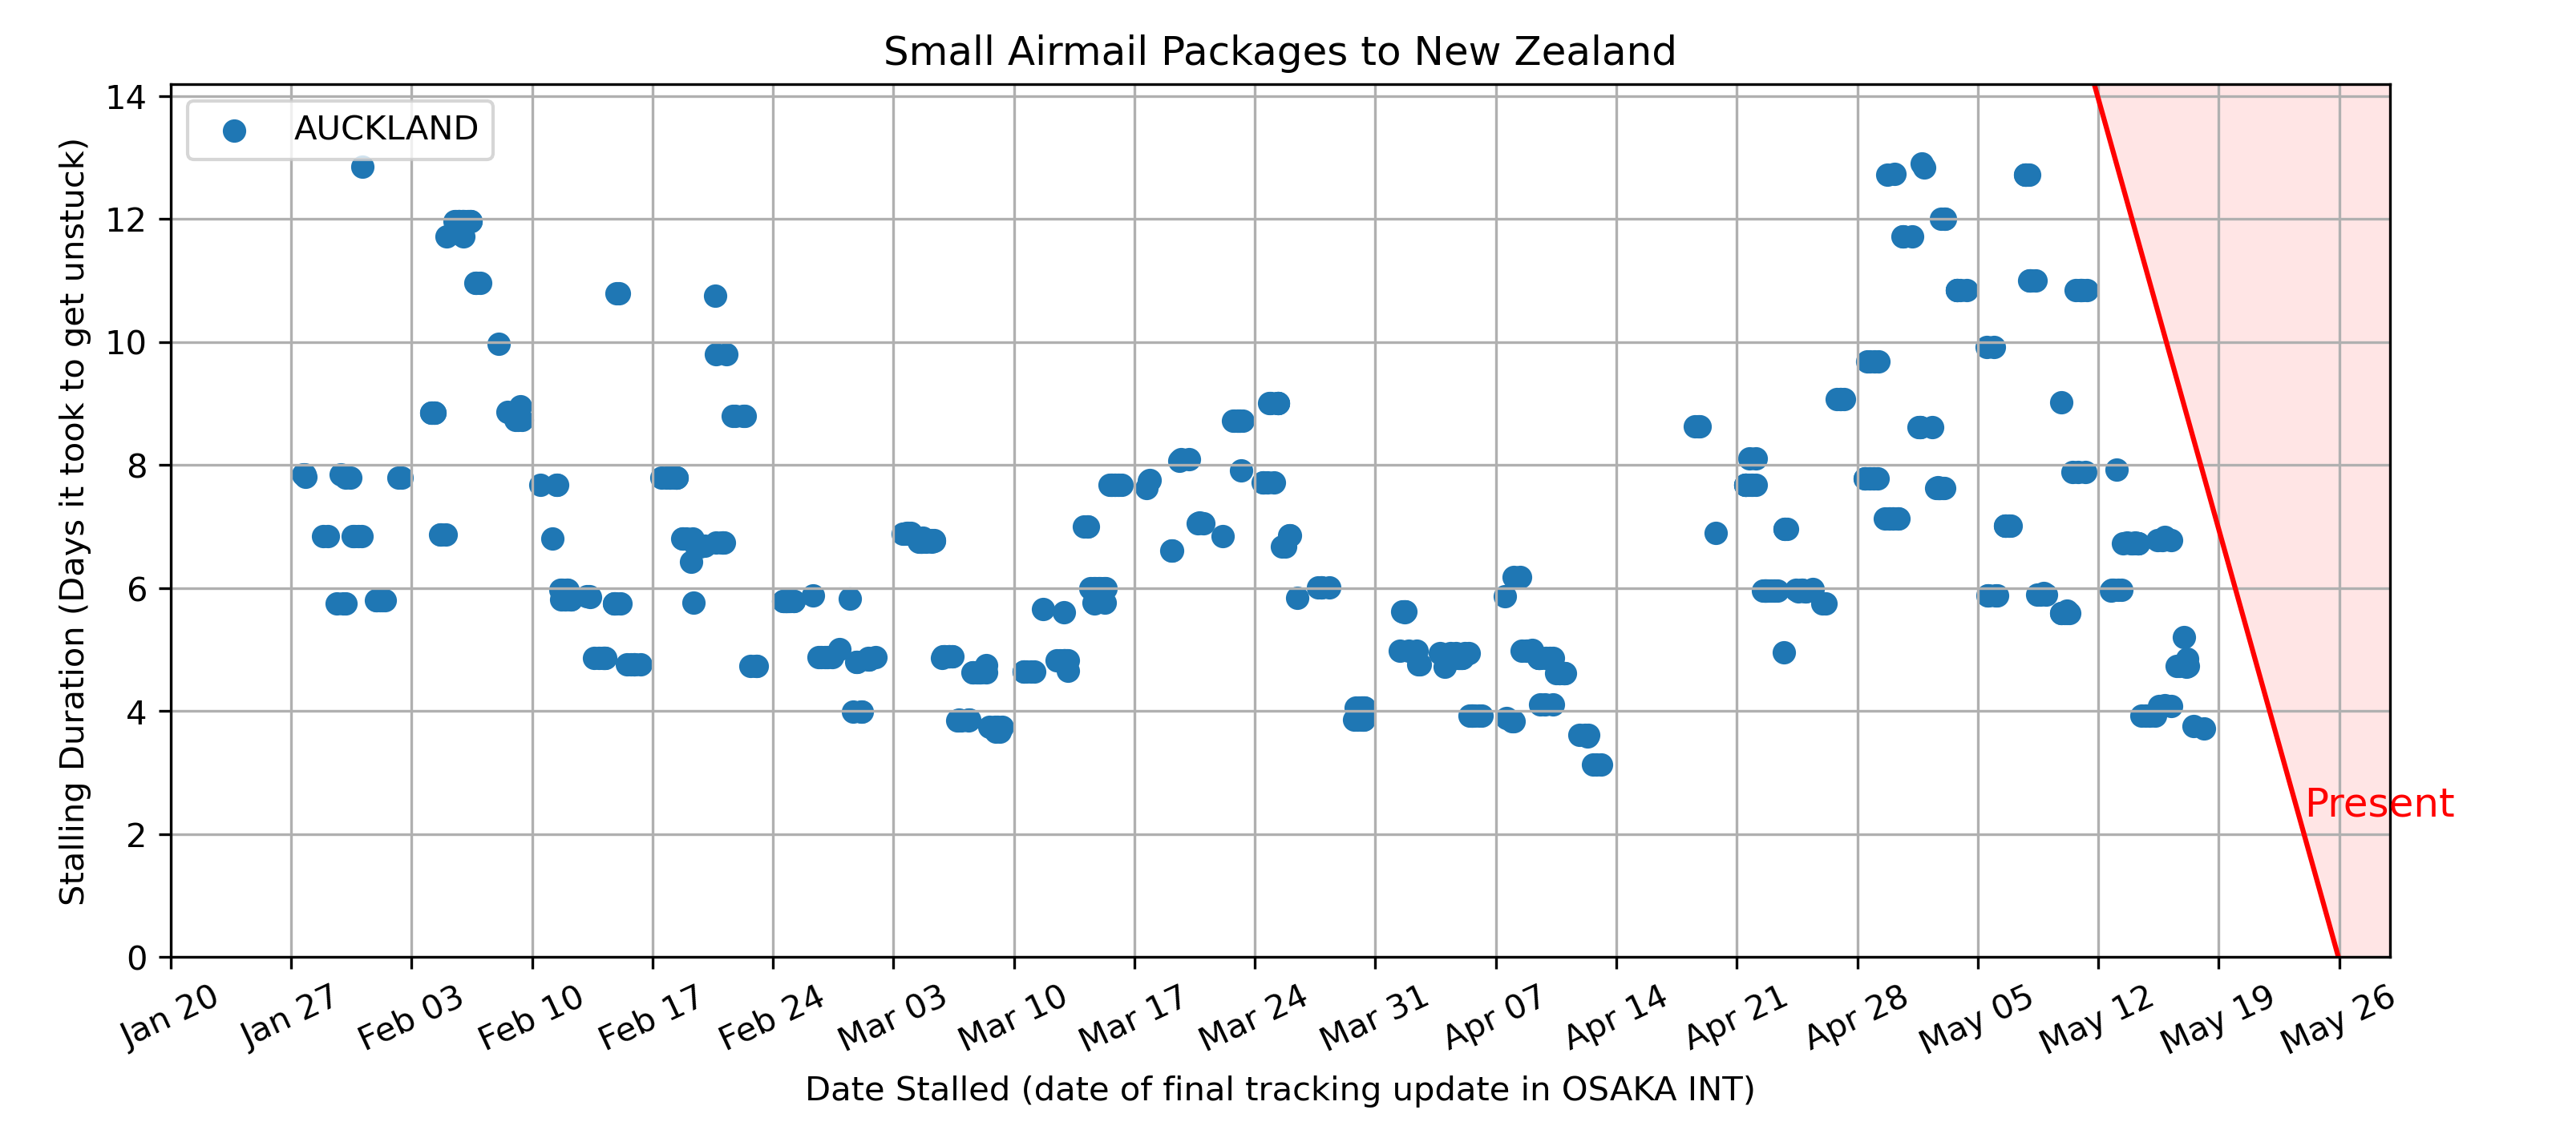 Small Airmail Packages to New Zealand
AUCKLAND
Stalling Duration (Days it took to get unstuck)
14
12
10
8
6
4
2
0
Present
Jan 20
Jan 27
Feb 03
Feb 10
Feb 17
Feb 24
Mar 03
Mar 10
Mar 17
Mar 24
Mar 31
Apr 07
Apr 14
Apr 21
Apr 28
May 05
May 12
May 19
May 26
Date Stalled (date of final tracking update in OSAKA INT)